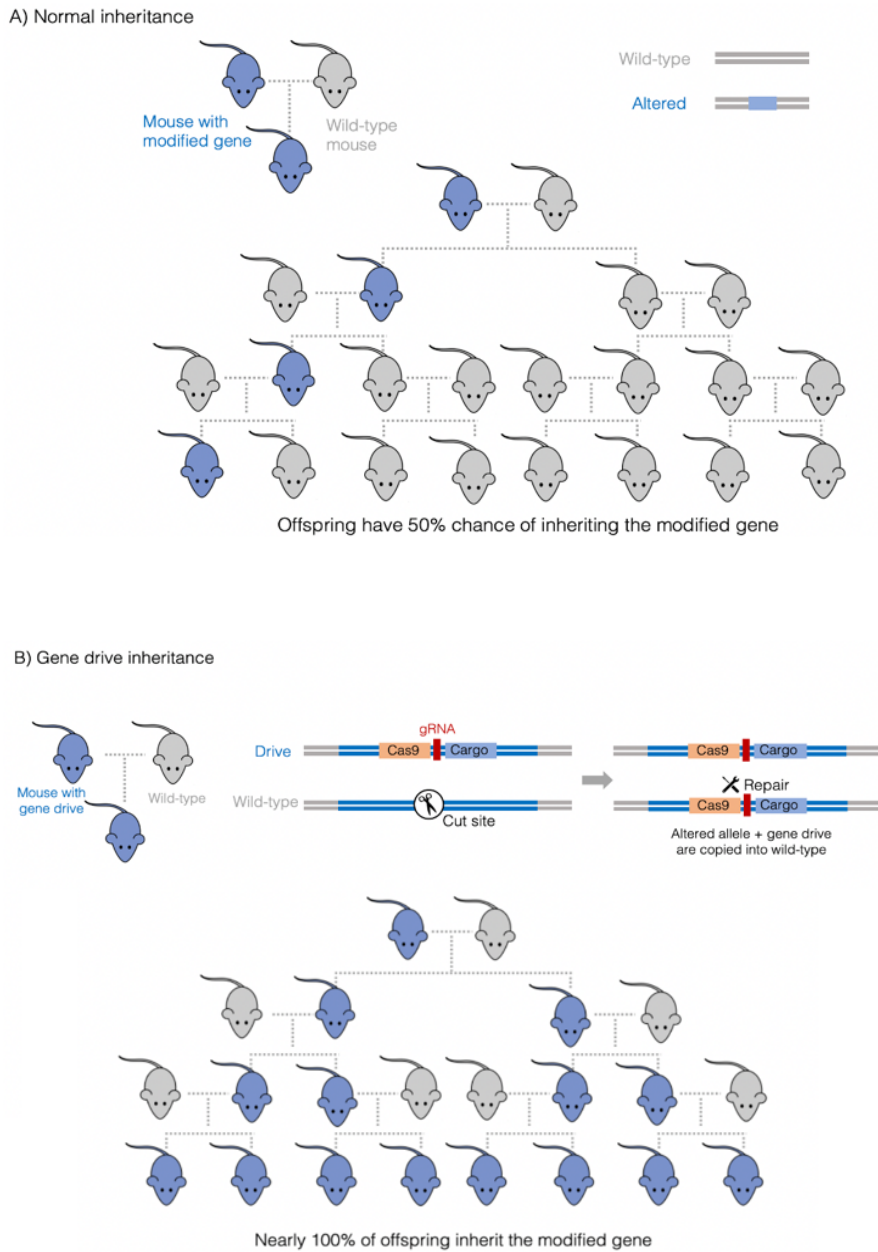 A) Normal inheritance
Wild-type
Altered
Mouse with
modified gene
Wild-type
mouse
Offspring have 50% chance of inheriting the modified gene
B) Gene drive inheritance
Mouse with
gene drive
Wild-type
gRNA
Drive
Cas9
Cargo
Wild-type
Cut site
Cas9
Cargo
Repair
Cas9
Cargo
Altered allele + gene drive
are copied into wild-type
Nearly 100% of offspring inherit the modified gene